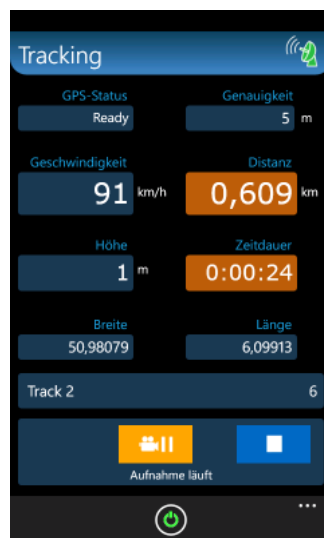 Tracking
GPS-Status Genauigkeit
Ready 5 m
Geschwindigkeit Distanz
91 km/h 0,609 km
Höhe Zeitdauer
1 m 0:00:24
Breite Länge
50,98079 6,09913
Track 2 6
Aufnahme läuft
...